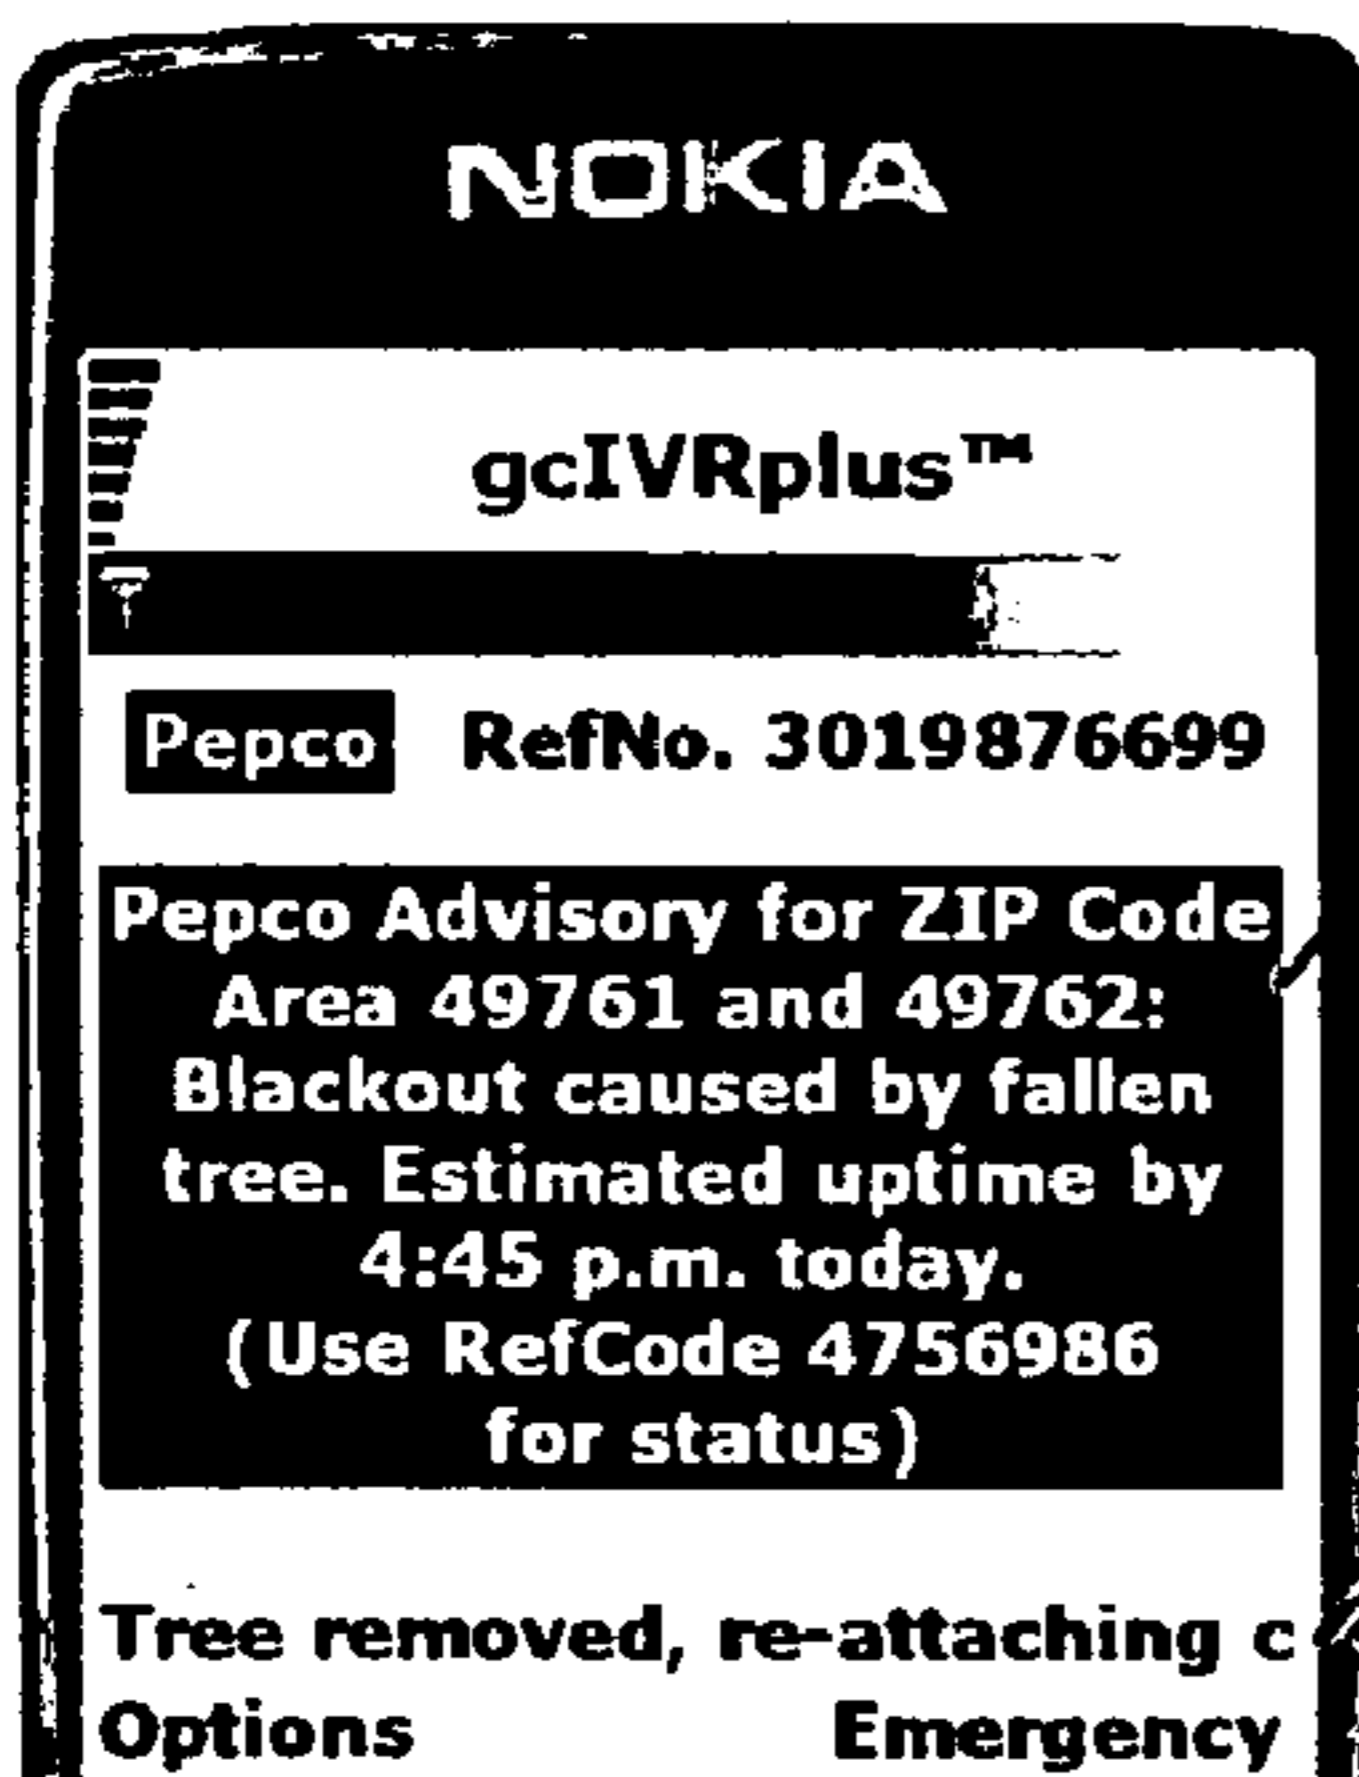 NOKIA
gcIVRplus™
Pepco RefNo. 3019876699
Pepco Advisory for ZIP Code
Area 49761 and 49762:
Blackout caused by fallen
tree. Estimated uptime by
4:45 p.m. today.
(Use RefCode 4756986
for status)
Tree removed, re-attaching c
Options Emergency